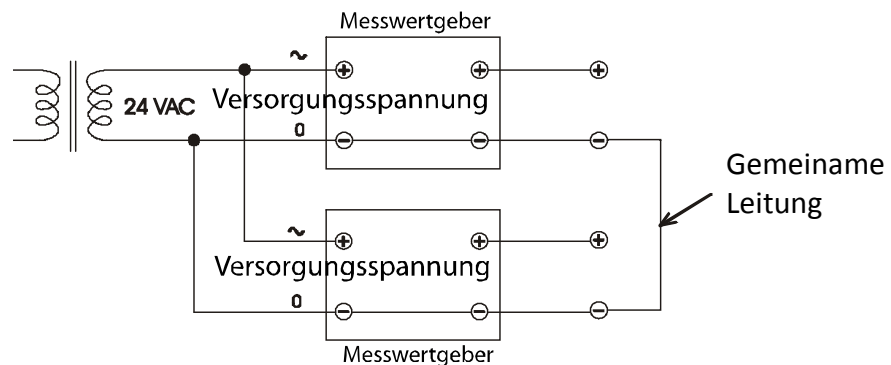 Messwertgeber
~
+ + +
24 VAC
Versorgungsspannung
0
- - -
Gemeiname
Leitung
~
+ + +
Versorgungsspannung
0
- - -
Messwertgeber